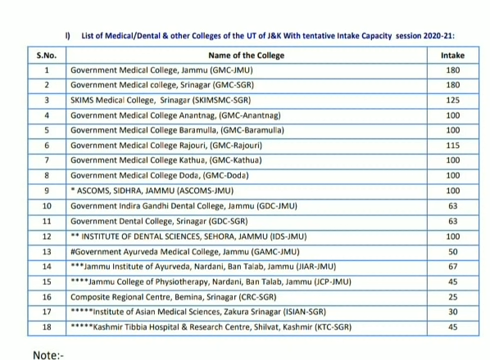 I) List of Medical/Dental & other Colleges of the UT of J&K With tentative Intake Capacity session 2020-21:
S.No. Name of the College Intake
1 Government Medical College, Jammu (GMC-JMU) 180
2 Government Medical college, Srinagar (GMC-SGR) 180
3 SKIMS Medical College, Srinagar (SKIMSMC-SGR) 125
4 Government Medical College Anantnag, (GMC-Anantnag) 100
5 Government Medical College Baramulla, (GMC-Baramulla) 100
6 Government Medical College Rajouri, (GMC-Rajouri) 115
7 Government Medical College Kathua, (GMC-Kathua) 100
8 Government Medical College Doda, (GMC-Doda) 100
9 * ASCOMS, SIDHRA, JAMMU (ASCOMS-JMU) 100
10 Government Indira Gandhi Dental College, Jammu (GDC-JMU) 63
11 Government Dental College, Srinagar (GDC-SGR) 63
12 ** INSTITUTE OF DENTAL SCIENCES, SEHORA, JAMMU (IDS-JMU) 100
13 #Government Ayurveda Medical College, Jammu (GAMC-JMU) 50
14 ***Jammu Institute of Ayurveda, Nardani, Ban Talab, Jammu (JIAR-JMU) 67
15 ****Jammu College of Physiotherapy, Nardani, Ban Talab, Jammu (JCP-JMU) 45
16 Composite Regional Centre, Bemina, Srinagar (CRC-SGR) 25
17 *****Institute of Asian Medical Sciences, Zakura Srinagar (ISIAN-SGR) 30
18 *****Kashmir Tibbia Hospital & Research Centre, Shilvat, Kashmir (KTC-SGR) 45
Note:-